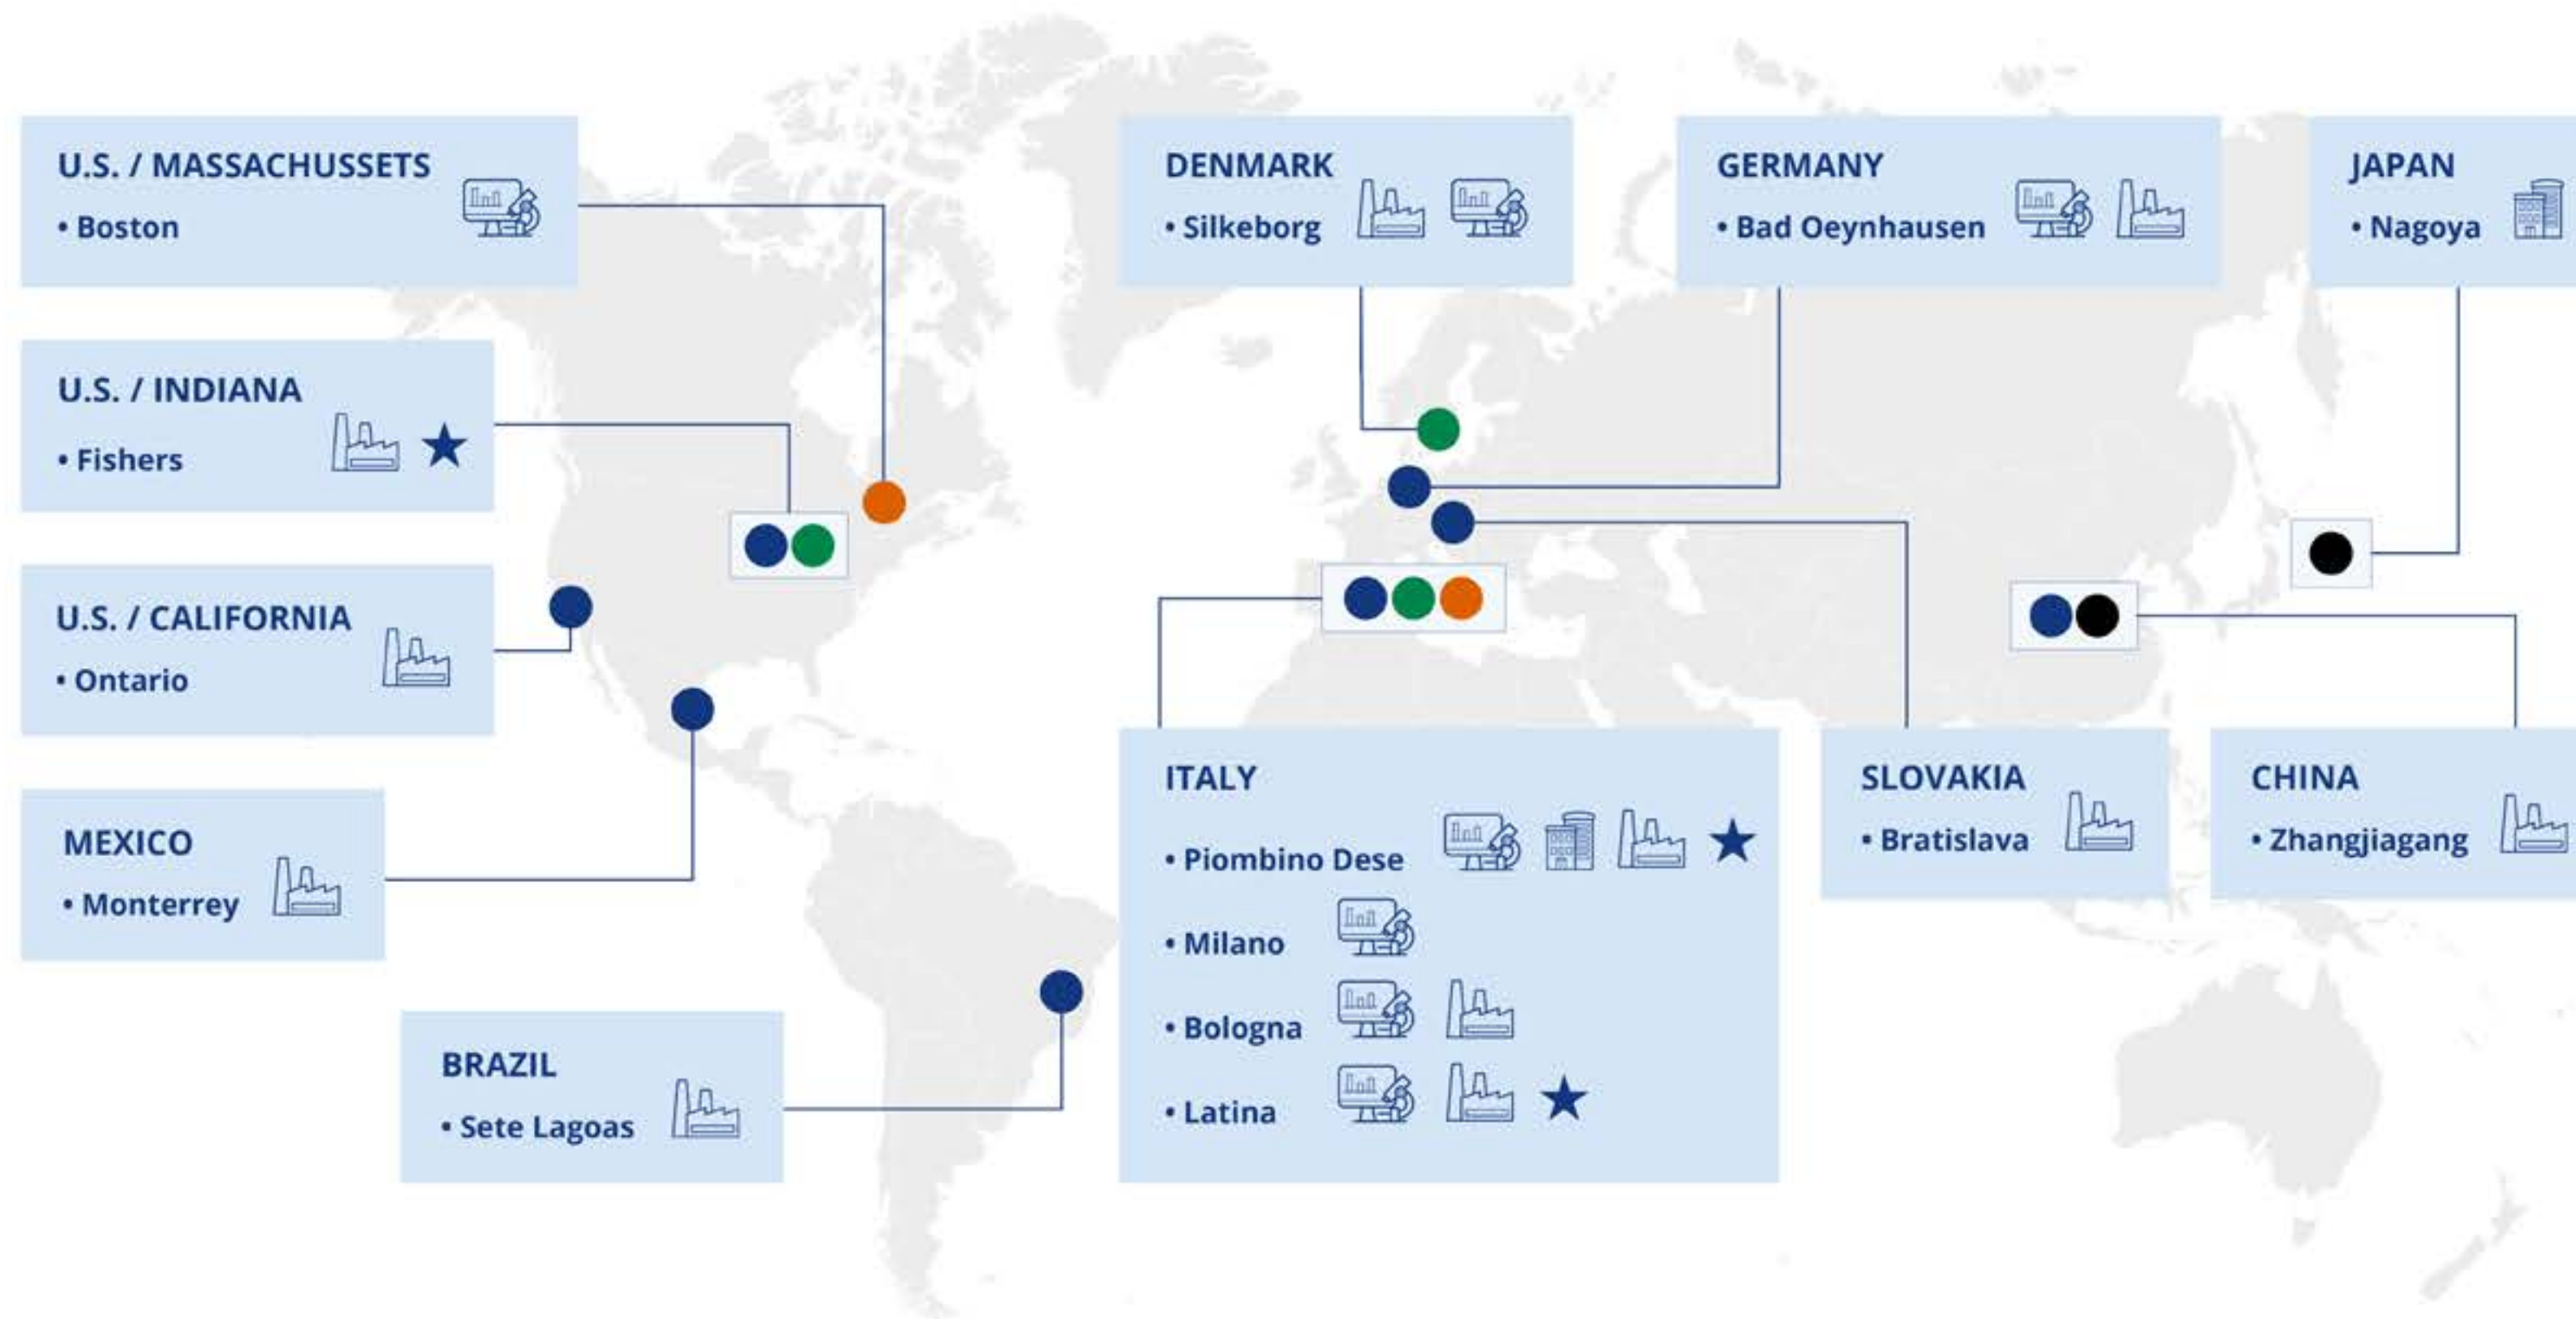 U.S. / MASSACHUSSETS
• Boston
U.S. / INDIANA
• Fishers
U.S. / CALIFORNIA
• Ontario
MEXICO
• Monterrey
BRAZIL
• Sete Lagoas
DENMARK
• Silkeborg
GERMANY
• Bad Oeynhausen
JAPAN
• Nagoya
ITALY
• Piombino Dese
• Milano
• Bologna
• Latina
SLOVAKIA
• Bratislava
CHINA
• Zhangjiagang